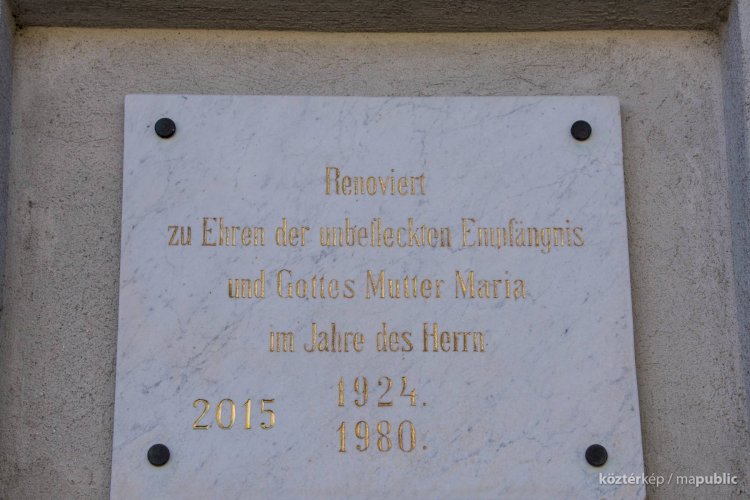 Renoviert
zu Ehren der unbefleckten Empfängnis
und Gottes Mutter Maria
im Jahre des Herrn
1924.
2015
1980.
köztérkép / mapublic